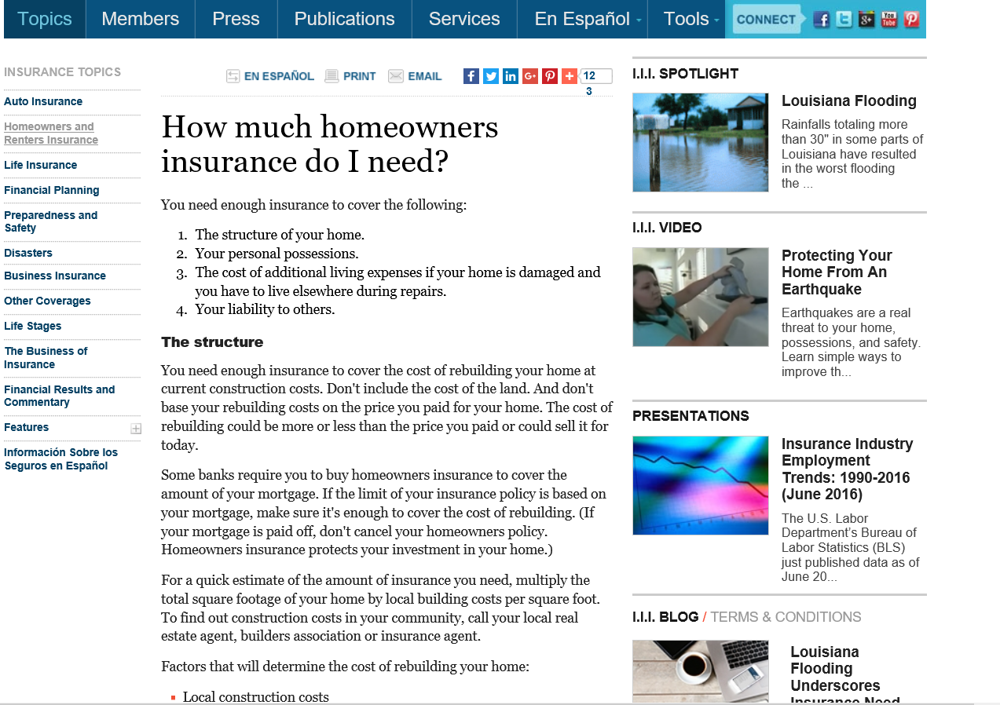 Topics Members Press Publications Services En Español Tools CONNECT
INSURANCE TOPICS
Auto Insurance
Homeowners and
Renters Insurance
Life Insurance
Financial Planning
Preparedness and
Safety
Disasters
Business Insurance
Other Coverages
Life Stages
The Business of
Insurance
Financial Results and
Commentary
Features
Información Sobre los
Seguros en Español
EN ESPAÑOL PRINT EMAIL 12
3
How much homeowners
insurance do I need?
You need enough insurance to cover the following:
1. The structure of your home.
2. Your personal possessions.
3. The cost of additional living expenses if your home is damaged and
you have to live elsewhere during repairs.
4. Your liability to others.
The structure
You need enough insurance to cover the cost of rebuilding your home at
current construction costs. Don't include the cost of the land. And don't
base your rebuilding costs on the price you paid for your home. The cost of
rebuilding could be more or less than the price you paid or could sell it for
today.
Some banks require you to buy homeowners insurance to cover the
amount of your mortgage. If the limit of your insurance policy is based on
your mortgage, make sure it's enough to cover the cost of rebuilding. (If
your mortgage is paid off, don't cancel your homeowners policy.
Homeowners insurance protects your investment in your home.)
For a quick estimate of the amount of insurance you need, multiply the
total square footage of your home by local building costs per square foot.
To find out construction costs in your community, call your local real
estate agent, builders association or insurance agent.
Factors that will determine the cost of rebuilding your home:
Local construction costs
I.I.I. SPOTLIGHT
Louisiana Flooding
Rainfalls totaling more
than 30" in some parts of
Louisiana have resulted
in the worst flooding
the ...
I.I.I. VIDEO
Protecting Your
Home From An
Earthquake
Earthquakes are a real
threat to your home,
possessions, and safety.
Learn simple ways to
improve th...
PRESENTATIONS
Insurance Industry
Employment
Trends: 1990-2016
(June 2016)
The U.S. Labor
Department’s Bureau of
Labor Statistics (BLS)
just published data as of
June 20...
I.I.I. BLOG / TERMS & CONDITIONS
Louisiana
Flooding
Underscores
Insurance Need